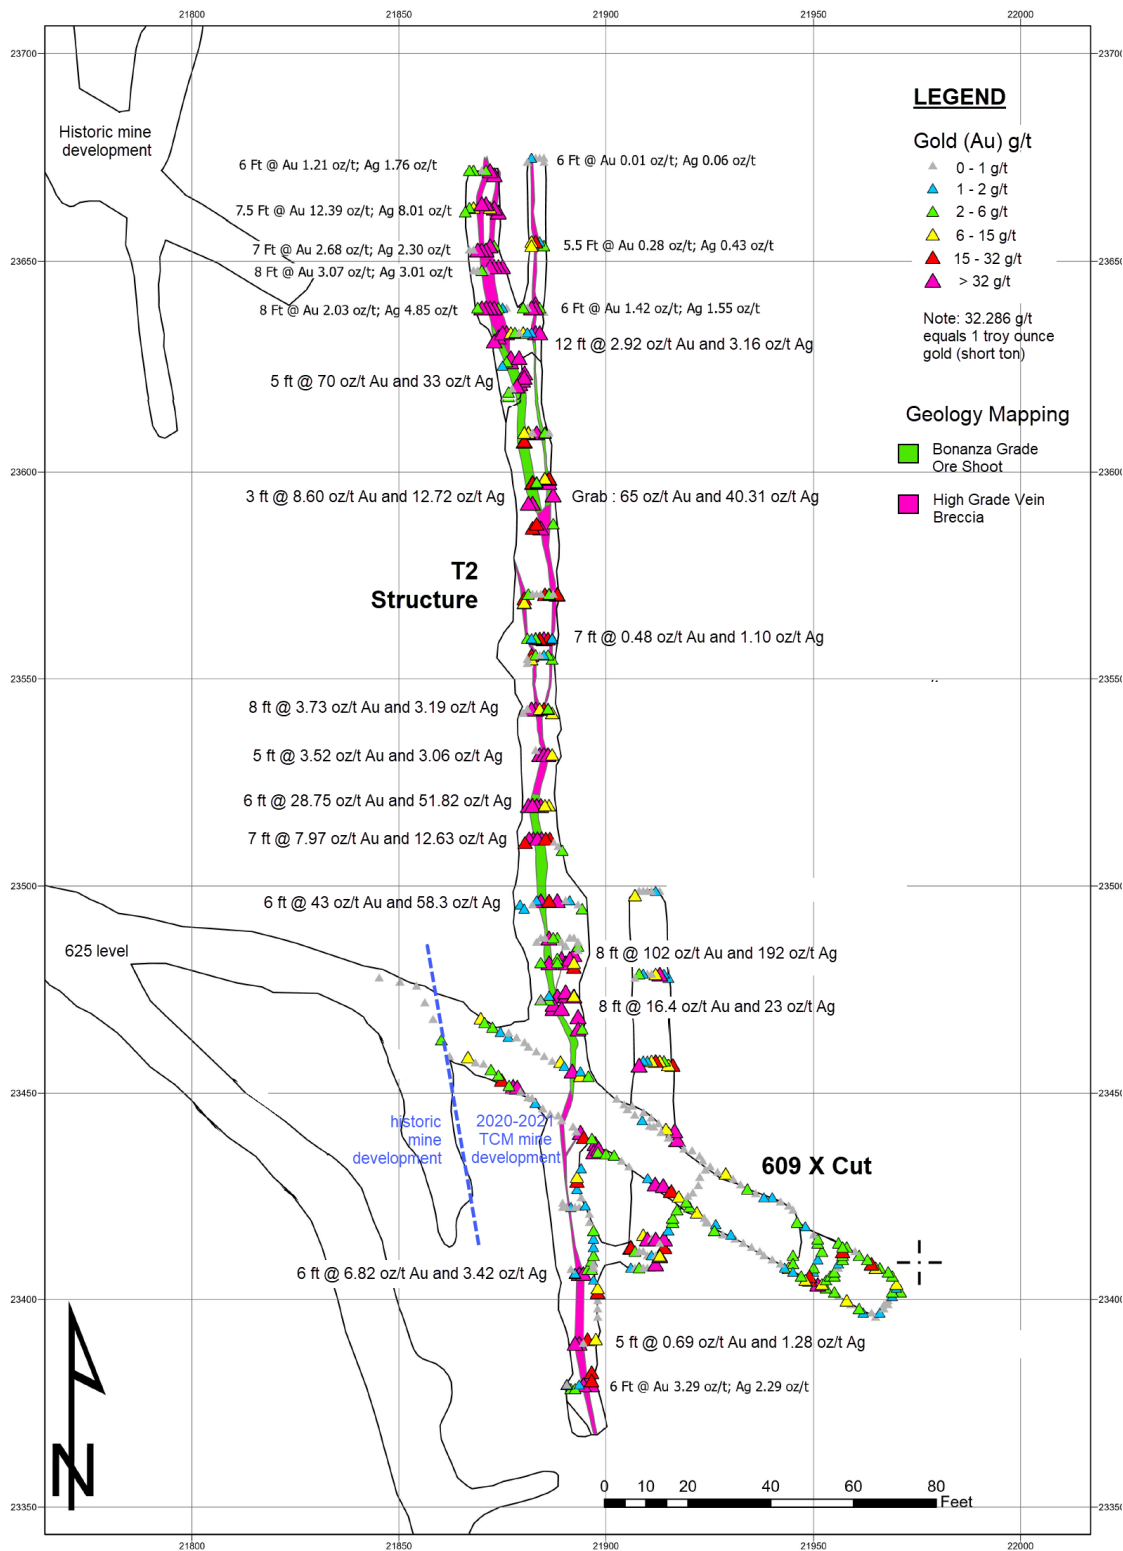 21800 21850 21900 21950 22000
23700 23700
LEGEND
Gold (Au) g/t
0 - 1 g/t
1 - 2 g/t
2 - 6 g/t
6 - 15 g/t
15 - 32 g/t
> 32 g/t
Note: 32.286 g/t
equals 1 troy ounce
gold (short ton)
Geology Mapping
Bonanza Grade
Ore Shoot
High Grade Vein
Breccia
Historic mine
development
6 Ft @ Au 1.21 oz/t; Ag 1.76 oz/t
6 Ft @ Au 0.01 oz/t; Ag 0.06 oz/t
7.5 Ft @ Au 12.39 oz/t; Ag 8.01 oz/t
7 Ft @ Au 2.68 oz/t; Ag 2.30 oz/t
5.5 Ft @ Au 0.28 oz/t; Ag 0.43 oz/t
23650 23650
8 Ft @ Au 3.07 oz/t; Ag 3.01 oz/t
8 Ft @ Au 2.03 oz/t; Ag 4.85 oz/t
6 Ft @ Au 1.42 oz/t; Ag 1.55 oz/t
12 ft @ 2.92 oz/t Au and 3.16 oz/t Ag
5 ft @ 70 oz/t Au and 33 oz/t Ag
23600 23600
3 ft @ 8.60 oz/t Au and 12.72 oz/t Ag
Grab : 65 oz/t Au and 40.31 oz/t Ag
T2
Structure
7 ft @ 0.48 oz/t Au and 1.10 oz/t Ag
23550 23550
8 ft @ 3.73 oz/t Au and 3.19 oz/t Ag
5 ft @ 3.52 oz/t Au and 3.06 oz/t Ag
6 ft @ 28.75 oz/t Au and 51.82 oz/t Ag
7 ft @ 7.97 oz/t Au and 12.63 oz/t Ag
23500 23500
6 ft @ 43 oz/t Au and 58.3 oz/t Ag
625 level
8 ft @ 102 oz/t Au and 192 oz/t Ag
8 ft @ 16.4 oz/t Au and 23 oz/t Ag
23450 23450
historic
mine
development
2020-2021
TCM mine
development
609 X Cut
6 ft @ 6.82 oz/t Au and 3.42 oz/t Ag
23400 23400
5 ft @ 0.69 oz/t Au and 1.28 oz/t Ag
6 Ft @ Au 3.29 oz/t; Ag 2.29 oz/t
N
0 10 20 40 60 80
Feet
23350 23350
21800 21850 21900 21950 22000